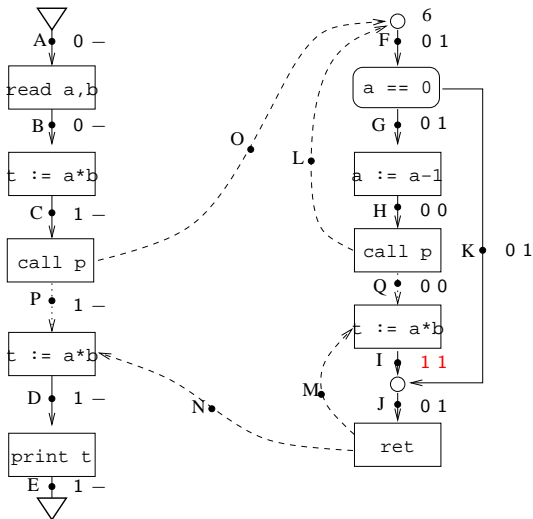 A 0 –
read a,b
B 0 –
t := a*b
C 1 –
call p
P 1 –
t := a*b
D 1 –
print t
E 1 –
O
L
N
M
6
F 0 1
a == 0
G 0 1
a := a-1
H 0 0
call p
K 0 1
Q 0 0
t := a*b
I 1 1
J 0 1
ret